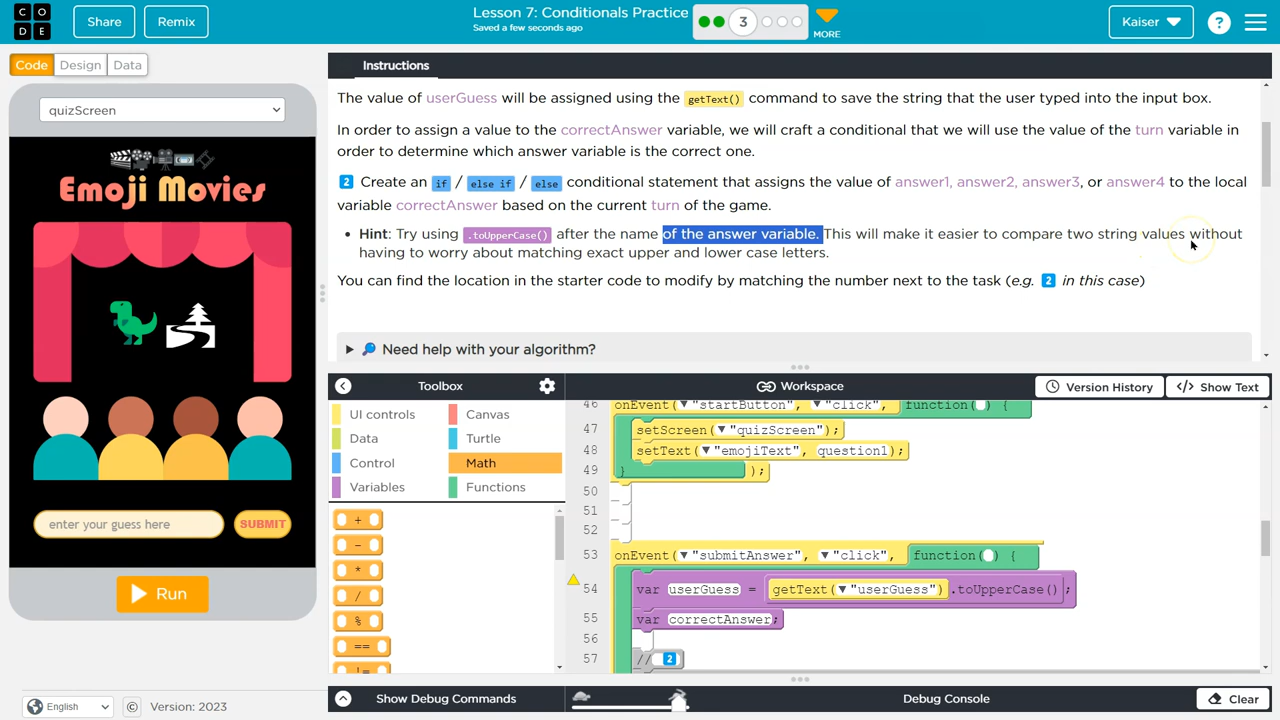 CO
DE
Share
Remix
Lesson 7: Conditionals Practice
Saved a few seconds ago
3
MORE
Kaiser
?
Code
Design
Data
quizScreen
Emoji Movies
enter your guess here
SUBMIT
Run
English
© Version: 2023
Instructions
The value of userGuess will be assigned using the getText() command to save the string that the user typed into the input box.
In order to assign a value to the correctAnswer variable, we will craft a conditional that we will use the value of the turn variable in
order to determine which answer variable is the correct one.
2 Create an if / else if / else conditional statement that assigns the value of answer1, answer2, answer3, or answer4 to the local
variable correctAnswer based on the current turn of the game.
• Hint: Try using .toUpperCase() after the name of the answer variable. This will make it easier to compare two string values without
having to worry about matching exact upper and lower case letters.
You can find the location in the starter code to modify by matching the number next to the task (e.g. 2 in this case)
Need help with your algorithm?
Toolbox
Workspace
Version History
Show Text
UI controls
Canvas
Data
Turtle
Control
Math
Variables
Functions
+
-
*
/
%
==
!=
46 onEvent("startButton", "click", function() {
47 setScreen("quizScreen");
48 setText("emojiText", question1);
49 } );
50
51
52
53 onEvent("submitAnswer", "click", function() {
54 var userGuess = getText("userGuess").toUpperCase();
55 var correctAnswer;
56
57 // 2
Show Debug Commands
Debug Console
Clear